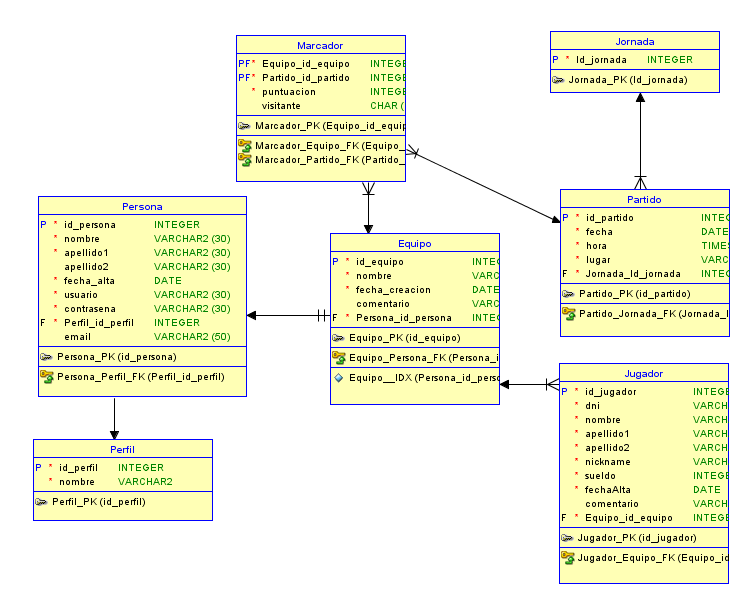 Marcador
PF* Equipo_id_equipo INTEGE
PF* Partido_id_partido INTEGE
* puntuacion INTEGE
visitante CHAR (
Marcador_PK (Equipo_id_equip
Marcador_Equipo_FK (Equipo_
Marcador_Partido_FK (Partido_
Jornada
P * Id_jornada INTEGER
Jornada_PK (Id_jornada)
Persona
P * id_persona INTEGER
* nombre VARCHAR2 (30)
* apellido1 VARCHAR2 (30)
apellido2 VARCHAR2 (30)
* fecha_alta DATE
* usuario VARCHAR2 (30)
* contrasena VARCHAR2 (30)
F * Perfil_id_perfil INTEGER
email VARCHAR2 (50)
Persona_PK (id_persona)
Persona_Perfil_FK (Perfil_id_perfil)
Equipo
P * id_equipo INTEG
* nombre VARC
* fecha_creacion DATE
comentario VARC
F * Persona_id_persona INTEG
Equipo_PK (id_equipo)
Equipo_Persona_FK (Persona_i
Equipo__IDX (Persona_id_perso
Partido
P * id_partido INTEG
* fecha DATE
* hora TIMES
* lugar VARC
F * Jornada_Id_jornada INTEG
Partido_PK (id_partido)
Partido_Jornada_FK (Jornada_I
Perfil
P * id_perfil INTEGER
* nombre VARCHAR2
Perfil_PK (id_perfil)
Jugador
P * id_jugador INTEGE
* dni VARCH
* nombre VARCH
* apellido1 VARCH
* apellido2 VARCH
* nickname VARCH
* sueldo INTEGE
* fechaAlta DATE
comentario VARCH
F * Equipo_id_equipo INTEGE
Jugador_PK (id_jugador)
Jugador_Equipo_FK (Equipo_id